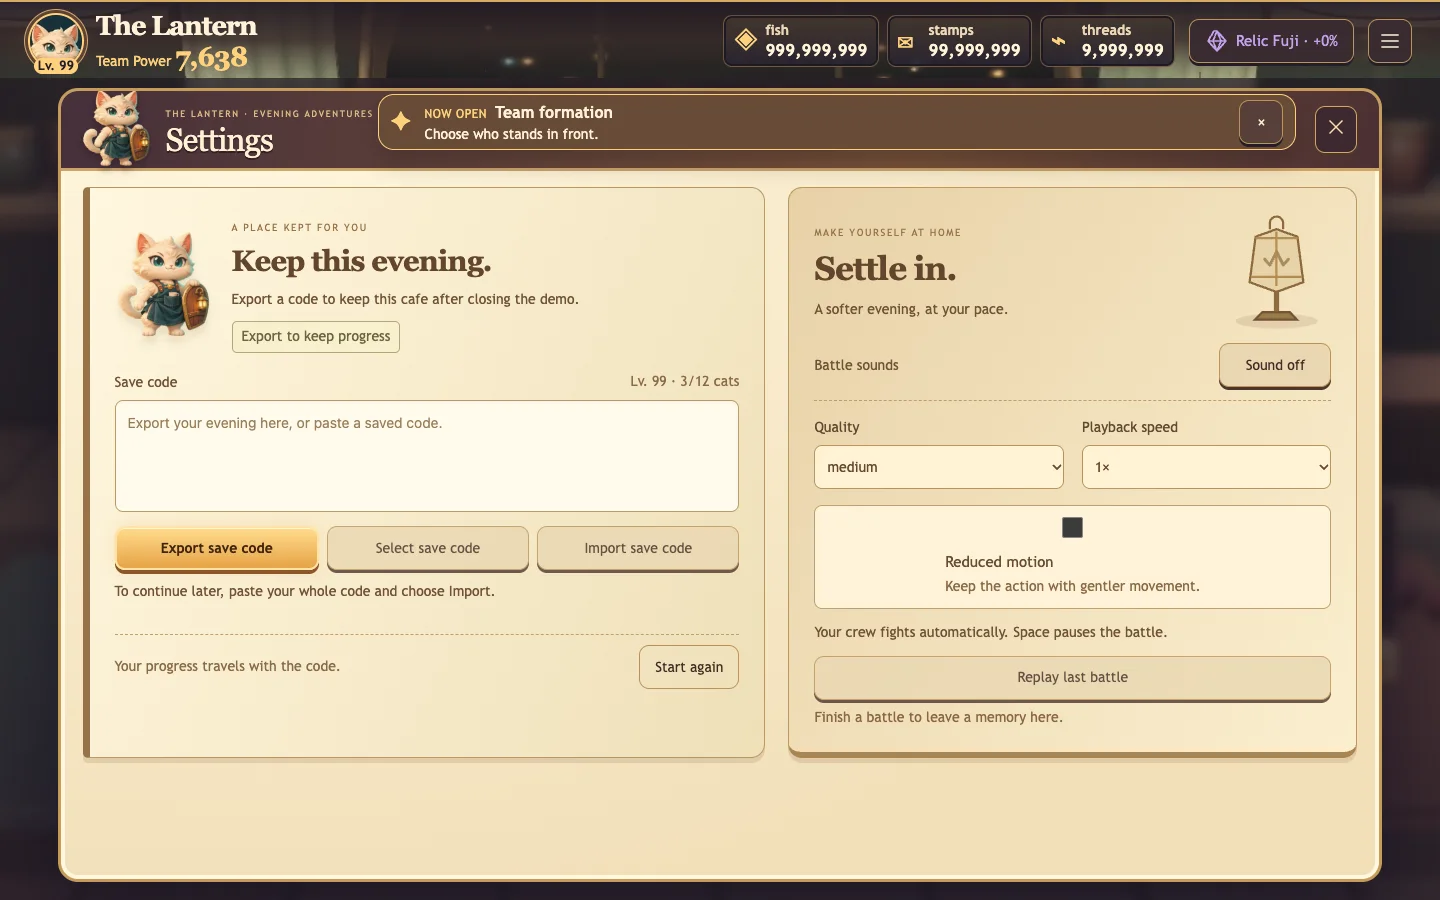 The Lantern
Lv. 99
Team Power 7,638
fish
999,999,999
stamps
99,999,999
threads
9,999,999
Relic Fuji · +0%
THE LANTERN · EVENING ADVENTURES
Settings
NOW OPEN Team formation
Choose who stands in front.
×
A PLACE KEPT FOR YOU
Keep this evening.
Export a code to keep this cafe after closing the demo.
Export to keep progress
Save code
Lv. 99 · 3/12 cats
Export your evening here, or paste a saved code.
Export save code
Select save code
Import save code
To continue later, paste your whole code and choose Import.
Your progress travels with the code.
Start again
MAKE YOURSELF AT HOME
Settle in.
A softer evening, at your pace.
Battle sounds
Sound off
Quality
Playback speed
medium
1×
Reduced motion
Keep the action with gentler movement.
Your crew fights automatically. Space pauses the battle.
Replay last battle
Finish a battle to leave a memory here.